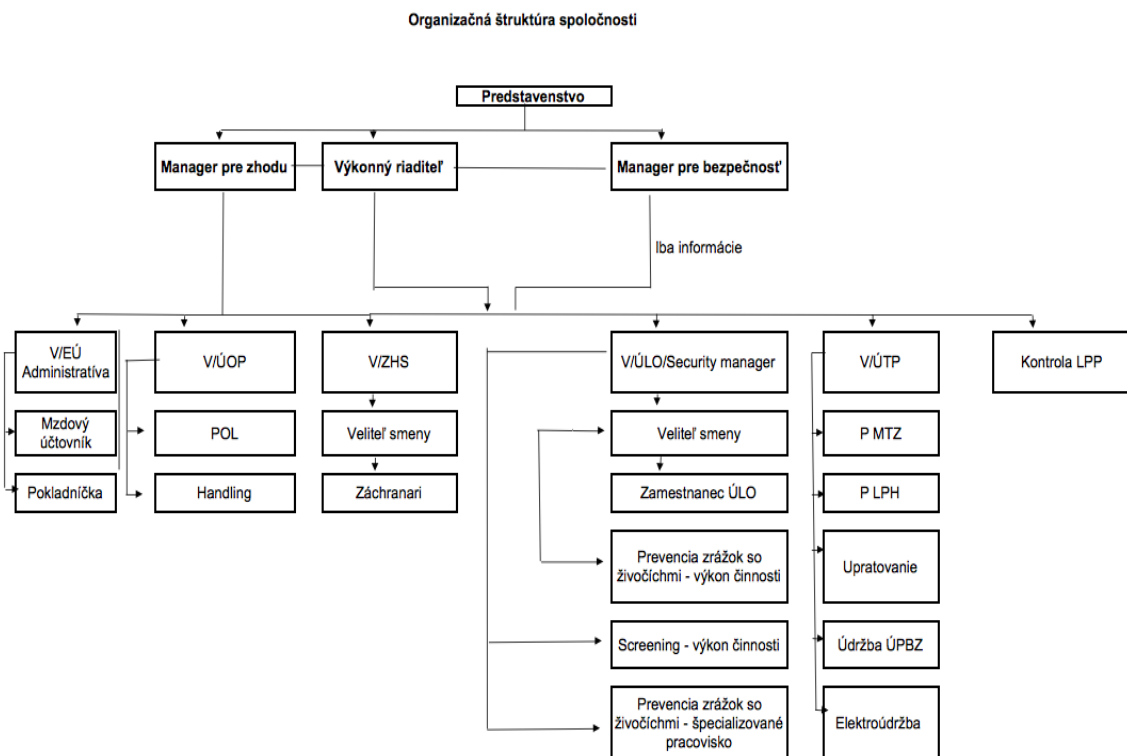 Organizačná štruktúra spoločnosti
Predstavenstvo
Manager pre zhodu
Výkonný riaditeľ
Manager pre bezpečnosť
Iba informácie
V/EÚ
Administratíva
V/ÚOP
V/ZHS
V/ÚLO/Security manager
V/ÚTP
Kontrola LPP
Mzdový
účtovník
POL
Veliteľ smeny
Veliteľ smeny
P MTZ
Pokladníčka
Handling
Záchranari
Zamestnanec ÚLO
P LPH
Prevencia zrážok so
živočíchmi - výkon činnosti
Upratovanie
Screening - výkon činnosti
Údržba ÚPBZ
Prevencia zrážok so
živočíchmi - špecializované
pracovisko
Elektroúdržba